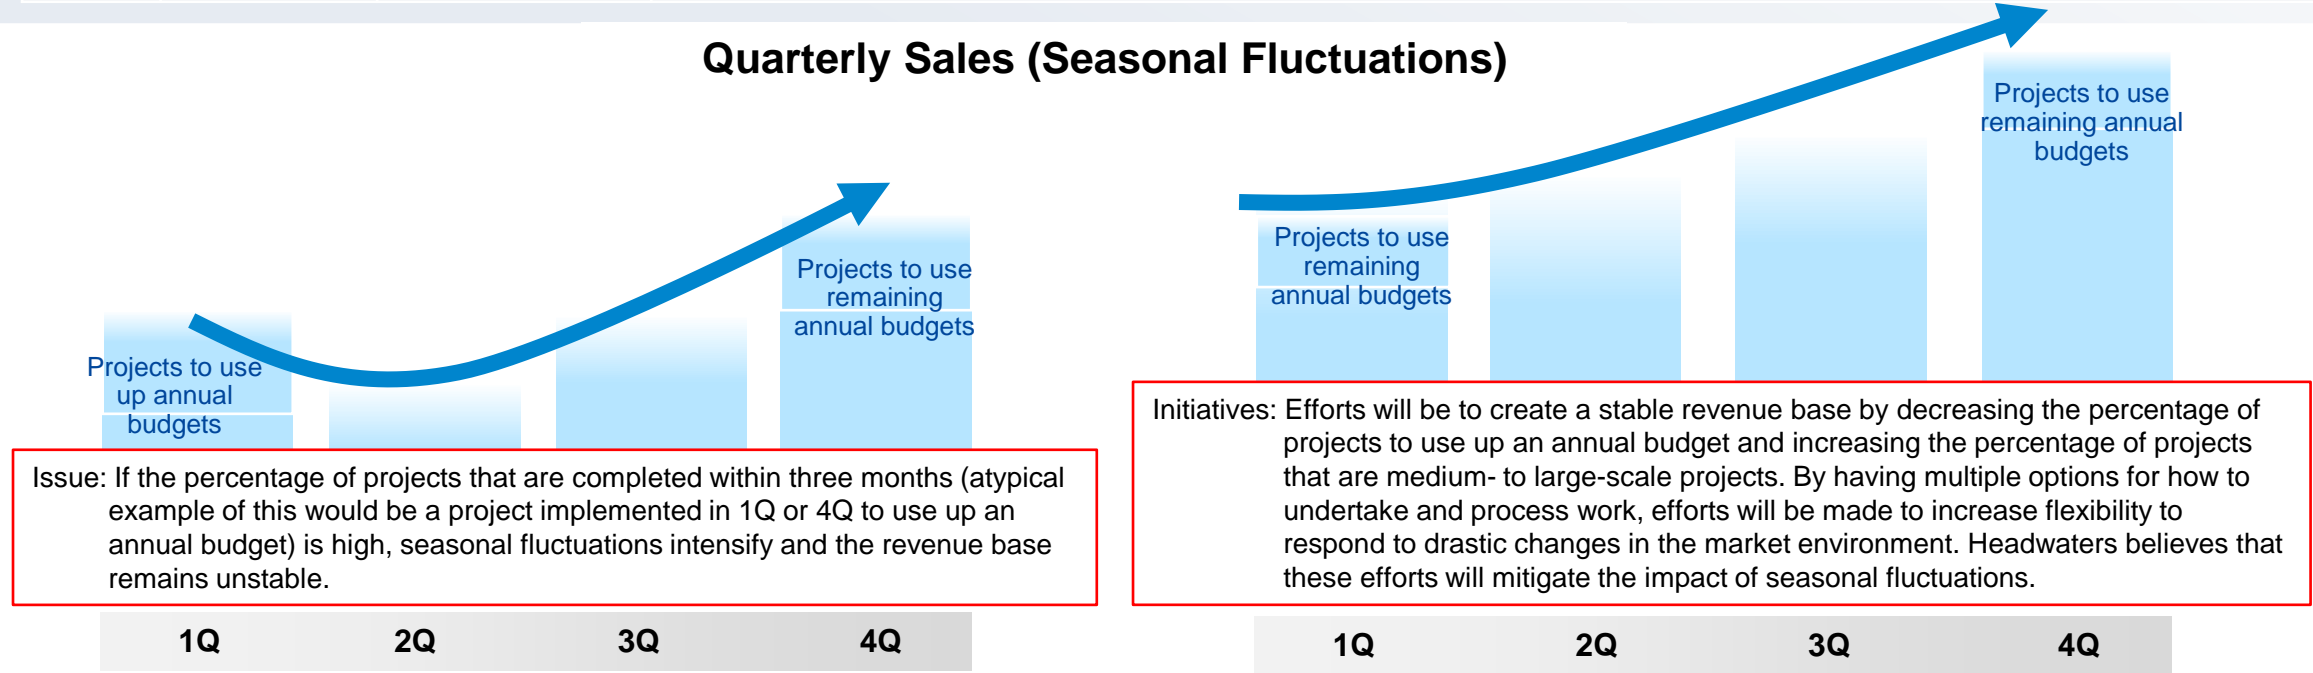 Quarterly Sales (Seasonal Fluctuations)
Projects to use
up annual
budgets
Projects to use
remaining
annual budgets
Issue: If the percentage of projects that are completed within three months (atypical
example of this would be a project implemented in 1Q or 4Q to use up an
annual budget) is high, seasonal fluctuations intensify and the revenue base
remains unstable.
1Q
2Q
3Q
4Q
Projects to use
remaining
annual budgets
Projects to use
remaining annual
budgets
Initiatives: Efforts will be to create a stable revenue base by decreasing the percentage of
projects to use up an annual budget and increasing the percentage of projects
that are medium- to large-scale projects. By having multiple options for how to
undertake and process work, efforts will be made to increase flexibility to
respond to drastic changes in the market environment. Headwaters believes that
these efforts will mitigate the impact of seasonal fluctuations.
1Q
2Q
3Q
4Q